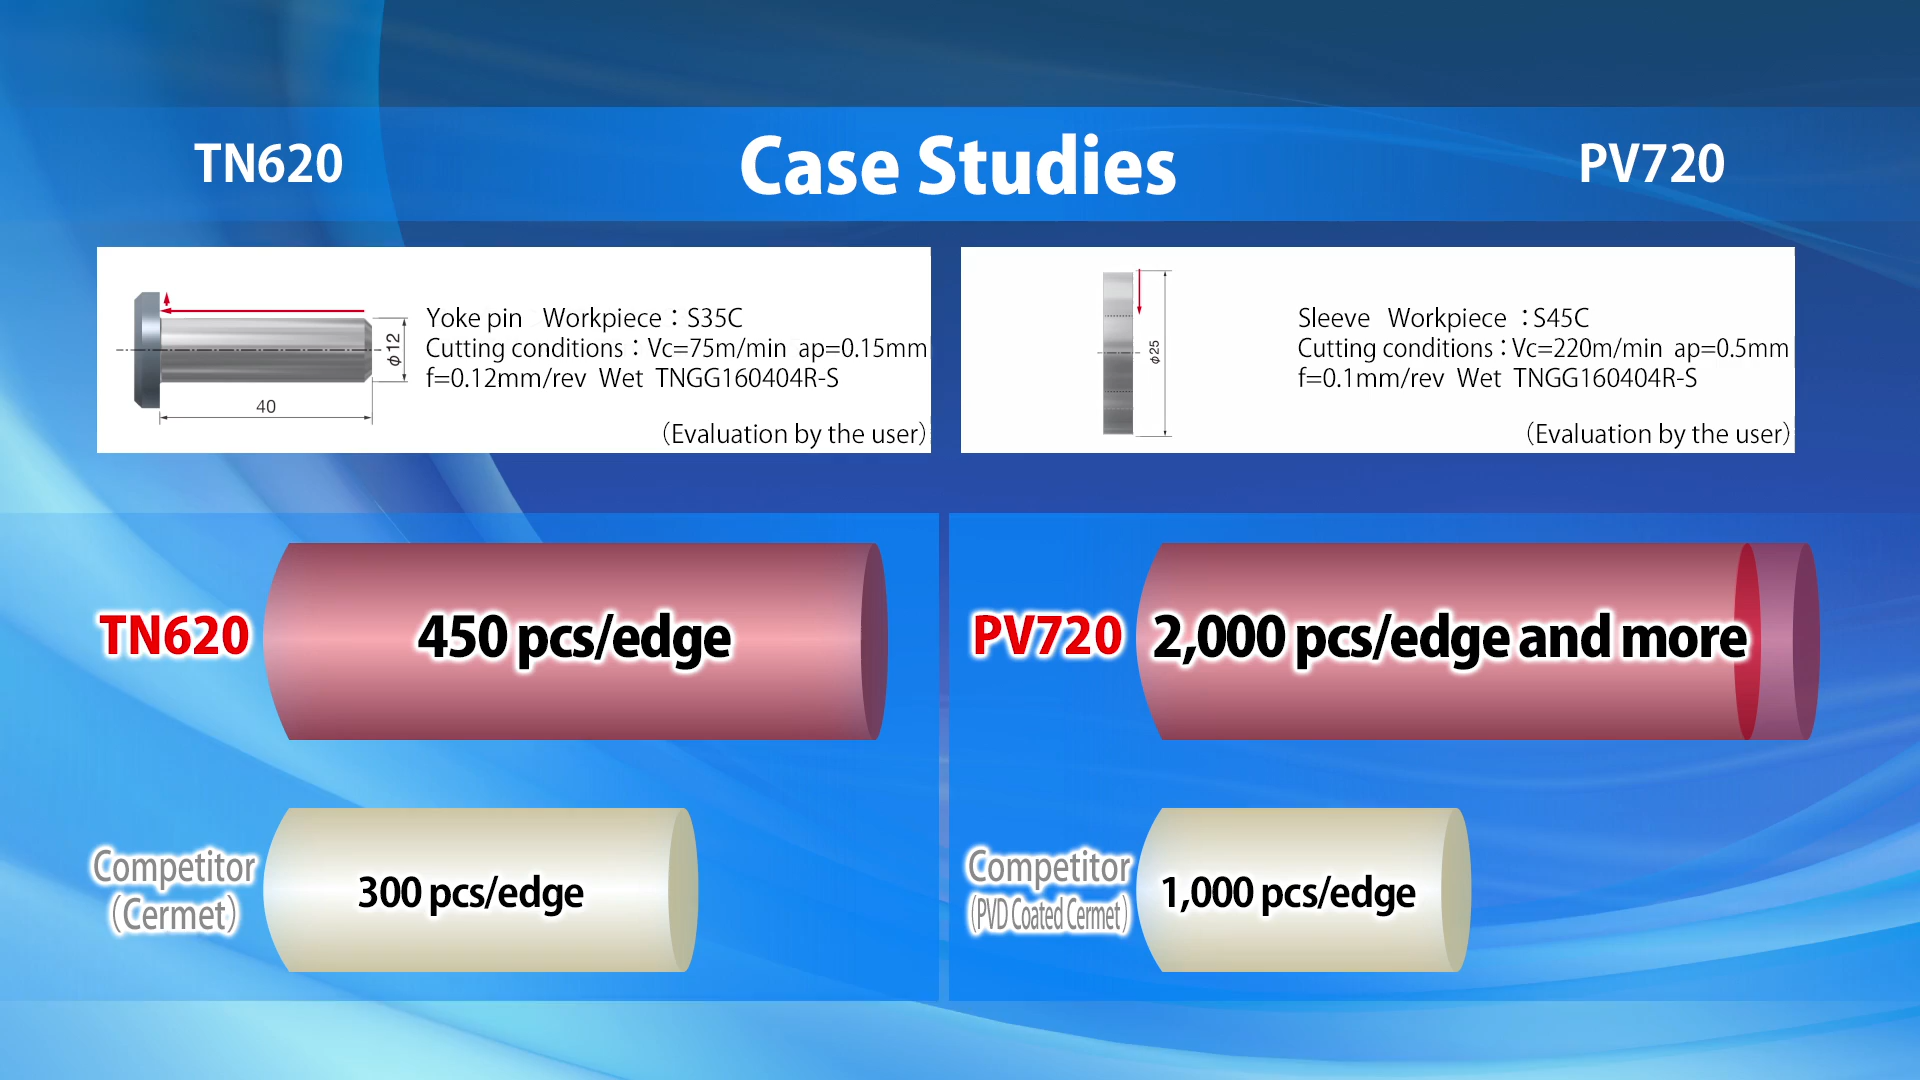 TN620
Case Studies
PV720
40
φ12
Yoke pin Workpiece：S35C
Cutting conditions：Vc=75m/min ap=0.15mm
f=0.12mm/rev Wet TNGG160404R-S
（Evaluation by the user）
φ25
Sleeve Workpiece：S45C
Cutting conditions：Vc=220m/min ap=0.5mm
f=0.1mm/rev Wet TNGG160404R-S
（Evaluation by the user）
TN620
450 pcs/edge
Competitor
（Cermet）
300 pcs/edge
PV720
2,000 pcs/edge and more
Competitor
（PVD Coated Cermet）
1,000 pcs/edge